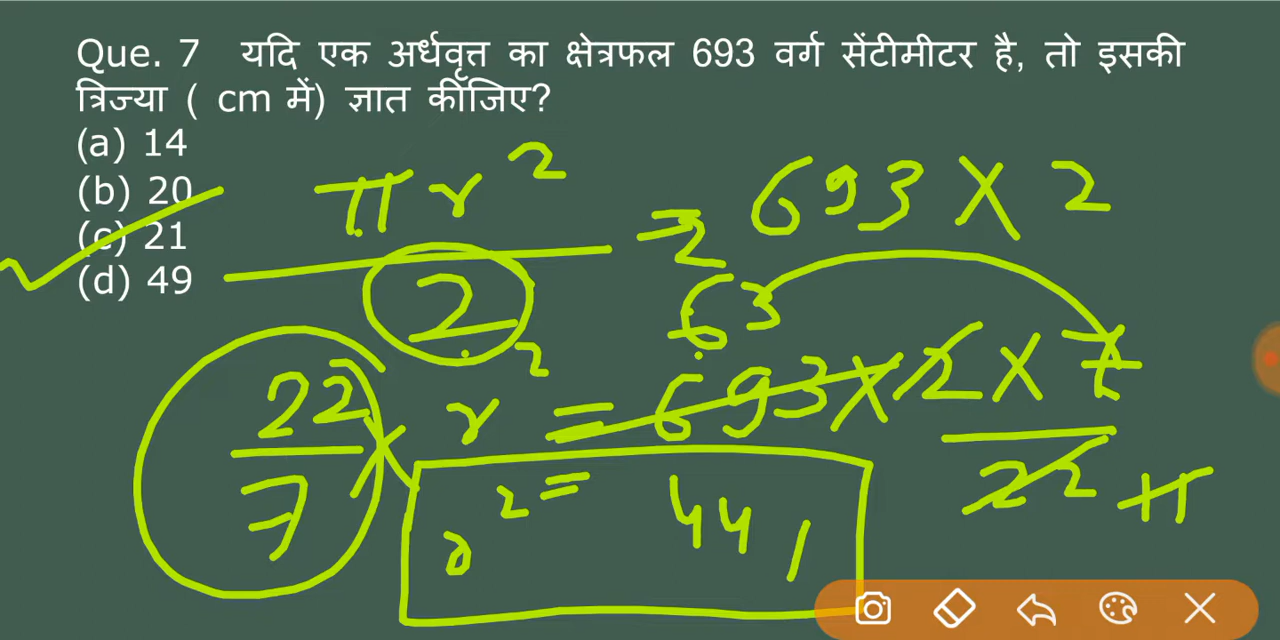 Que. 7 यदि एक अर्धवृत्त का क्षेत्रफल 693 वर्ग सेंटीमीटर है, तो इसकी
त्रिज्या ( cm में) ज्ञात कीजिए?
(a) 14
(b) 20
(c) 21
(d) 49
πr² / 2 = 693 X 2
63
22/7 × r² = 693 X 2 X 7 / 22 11
r² = 441